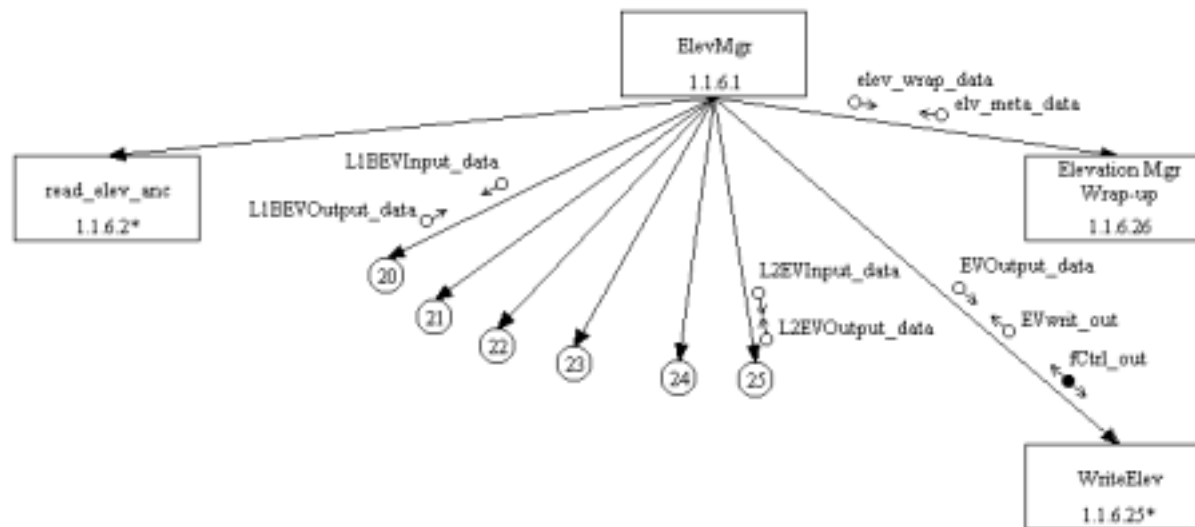 ElevMgr
1.1.6.1
elev_wrap_data
elv_meta_data
read_elev_anc
1.1.6.2*
L1BEVInput_data
L1BEVOutput_data
Elevation Mgr
Wrap-up
1.1.6.26
20
21
22
23
24
25
L2EVInput_data
L2EVOutput_data
EVOutput_data
EVwrit_out
fCtrl_out
WriteElev
1.1.6.25*